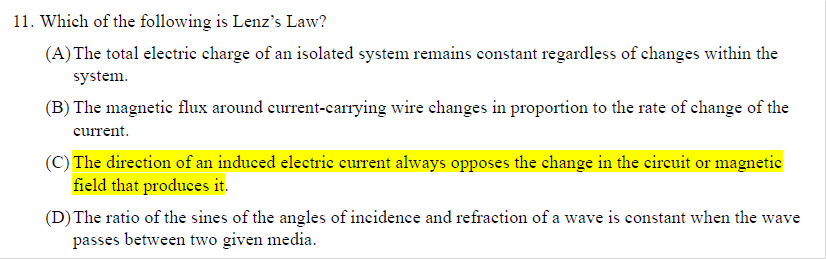 11. Which of the following is Lenz’s Law?
(A) The total electric charge of an isolated system remains constant regardless of changes within the
system.
(B) The magnetic flux around current-carrying wire changes in proportion to the rate of change of the
current.
(C) The direction of an induced electric current always opposes the change in the circuit or magnetic
field that produces it.
(D) The ratio of the sines of the angles of incidence and refraction of a wave is constant when the wave
passes between two given media.